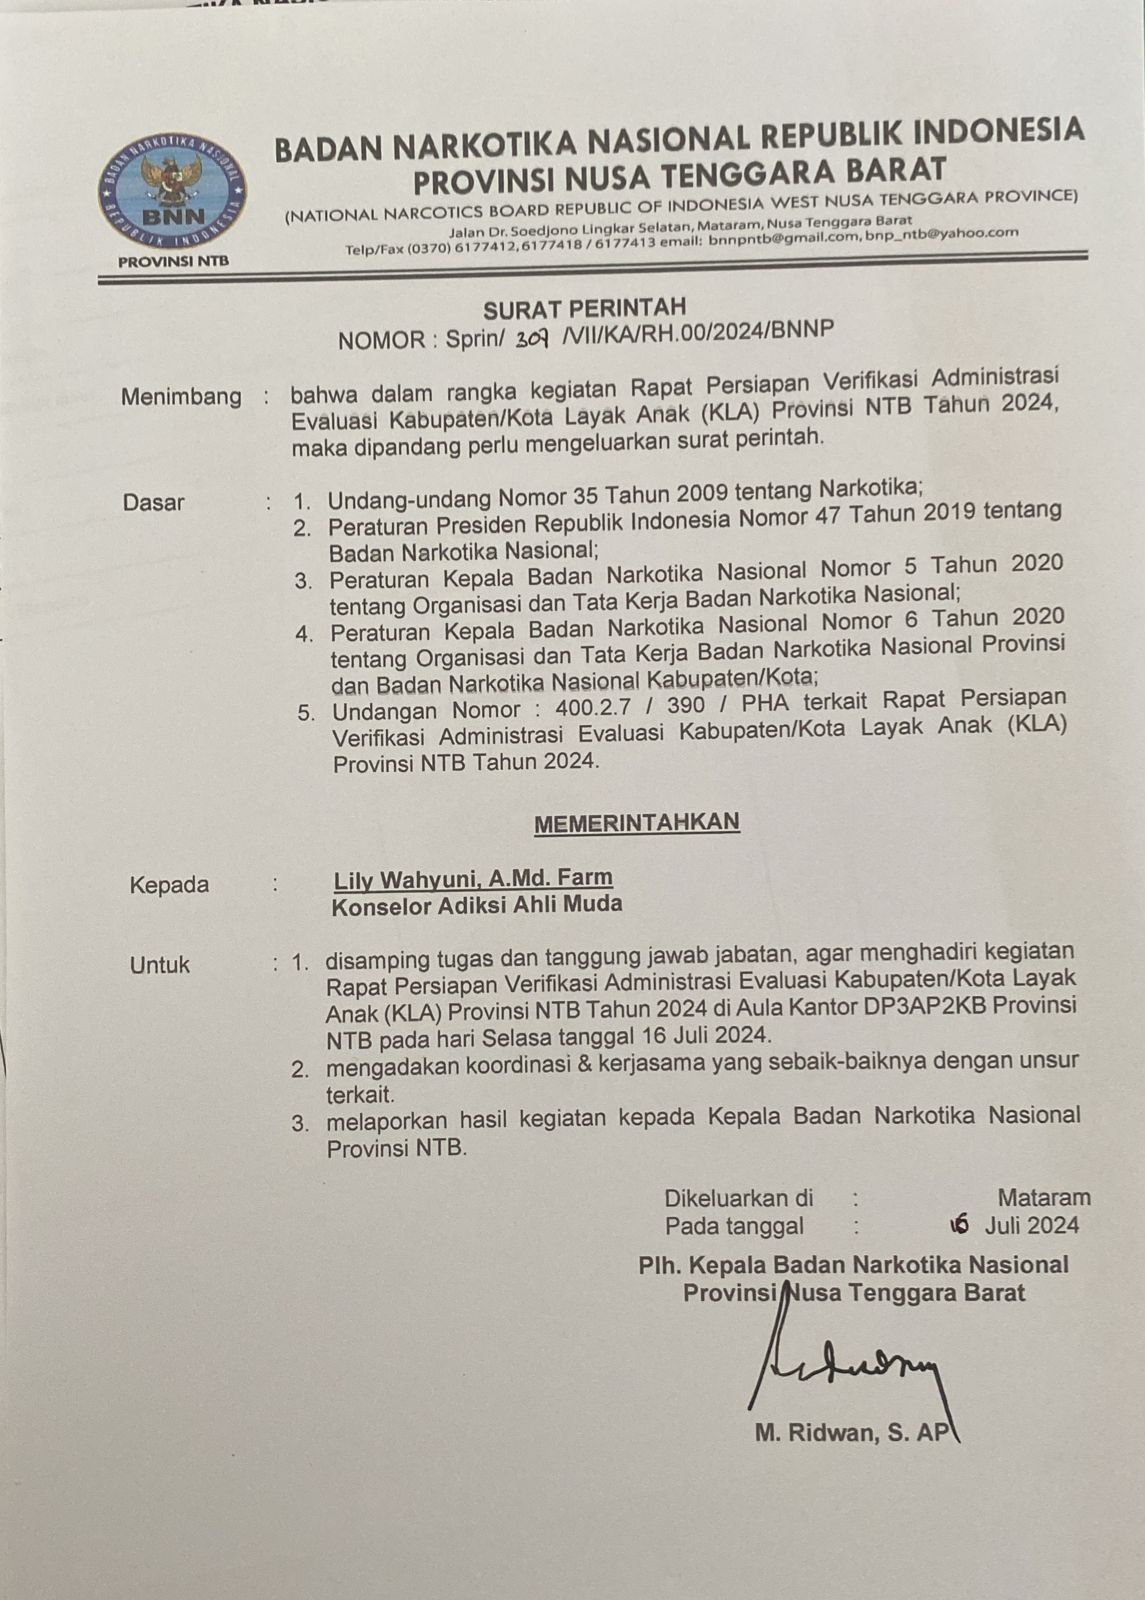 BADAN NARKOTIKA NASIONAL
BNN
REPUBLIK INDONESIA
PROVINSI NTB
BADAN NARKOTIKA NASIONAL REPUBLIK INDONESIA
PROVINSI NUSA TENGGARA BARAT
(NATIONAL NARCOTICS BOARD REPUBLIC OF INDONESIA WEST NUSA TENGGARA PROVINCE)
Jalan Dr. Soedjono Lingkar Selatan, Mataram, Nusa Tenggara Barat
Telp/Fax (0370) 6177412,6177418 / 6177413 email: bnnpntb@gmail.com, bnp_ntb@yahoo.com
SURAT PERINTAH
NOMOR : Sprin/ 307 /VII/KA/RH.00/2024/BNNP
Menimbang : bahwa dalam rangka kegiatan Rapat Persiapan Verifikasi Administrasi
Evaluasi Kabupaten/Kota Layak Anak (KLA) Provinsi NTB Tahun 2024,
maka dipandang perlu mengeluarkan surat perintah.
Dasar : 1. Undang-undang Nomor 35 Tahun 2009 tentang Narkotika;
2. Peraturan Presiden Republik Indonesia Nomor 47 Tahun 2019 tentang
Badan Narkotika Nasional;
3. Peraturan Kepala Badan Narkotika Nasional Nomor 5 Tahun 2020
tentang Organisasi dan Tata Kerja Badan Narkotika Nasional;
4. Peraturan Kepala Badan Narkotika Nasional Nomor 6 Tahun 2020
tentang Organisasi dan Tata Kerja Badan Narkotika Nasional Provinsi
dan Badan Narkotika Nasional Kabupaten/Kota;
5. Undangan Nomor : 400.2.7 / 390 / PHA terkait Rapat Persiapan
Verifikasi Administrasi Evaluasi Kabupaten/Kota Layak Anak (KLA)
Provinsi NTB Tahun 2024.
MEMERINTAHKAN
Kepada : Lily Wahyuni, A.Md. Farm
Konselor Adiksi Ahli Muda
Untuk : 1. disamping tugas dan tanggung jawab jabatan, agar menghadiri kegiatan
Rapat Persiapan Verifikasi Administrasi Evaluasi Kabupaten/Kota Layak
Anak (KLA) Provinsi NTB Tahun 2024 di Aula Kantor DP3AP2KB Provinsi
NTB pada hari Selasa tanggal 16 Juli 2024.
2. mengadakan koordinasi & kerjasama yang sebaik-baiknya dengan unsur
terkait.
3. melaporkan hasil kegiatan kepada Kepala Badan Narkotika Nasional
Provinsi NTB.
Dikeluarkan di : Mataram
Pada tanggal : Juli 2024
Plh. Kepala Badan Narkotika Nasional
Provinsi Nusa Tenggara Barat
M. Ridwan, S. AP